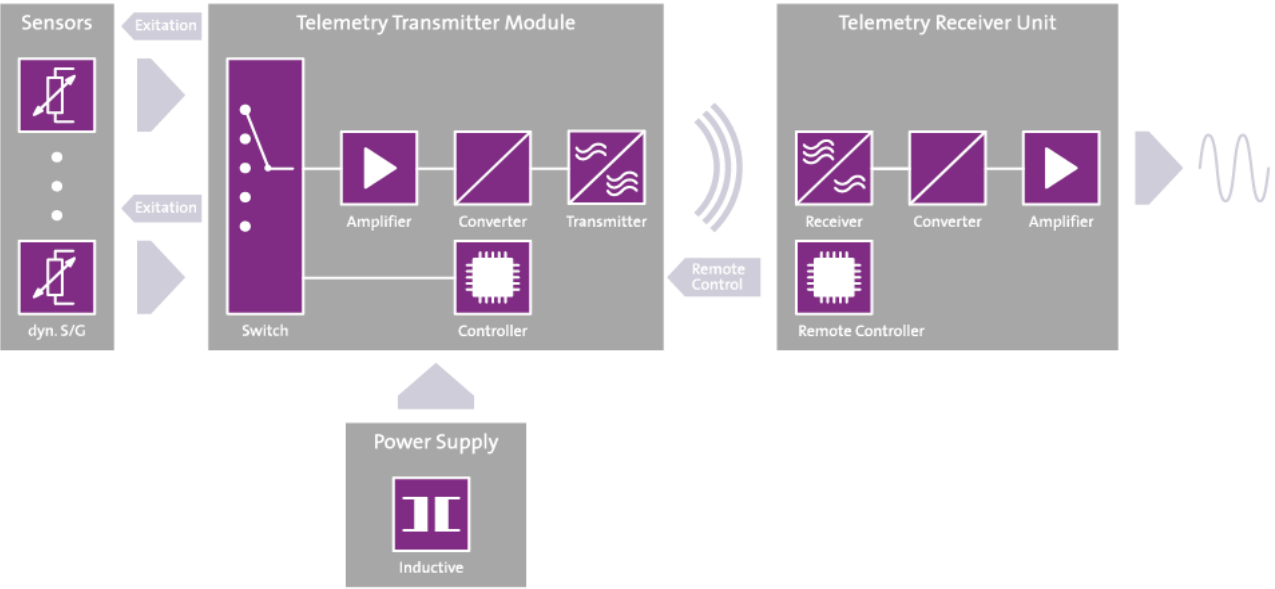 Sensors
Exitation
Telemetry Transmitter Module
Telemetry Receiver Unit
Exitation
Amplifier
Converter
Transmitter
Receiver
Converter
Amplifier
Remote
Control
dyn. S/G
Switch
Controller
Remote Controller
Power Supply
Inductive